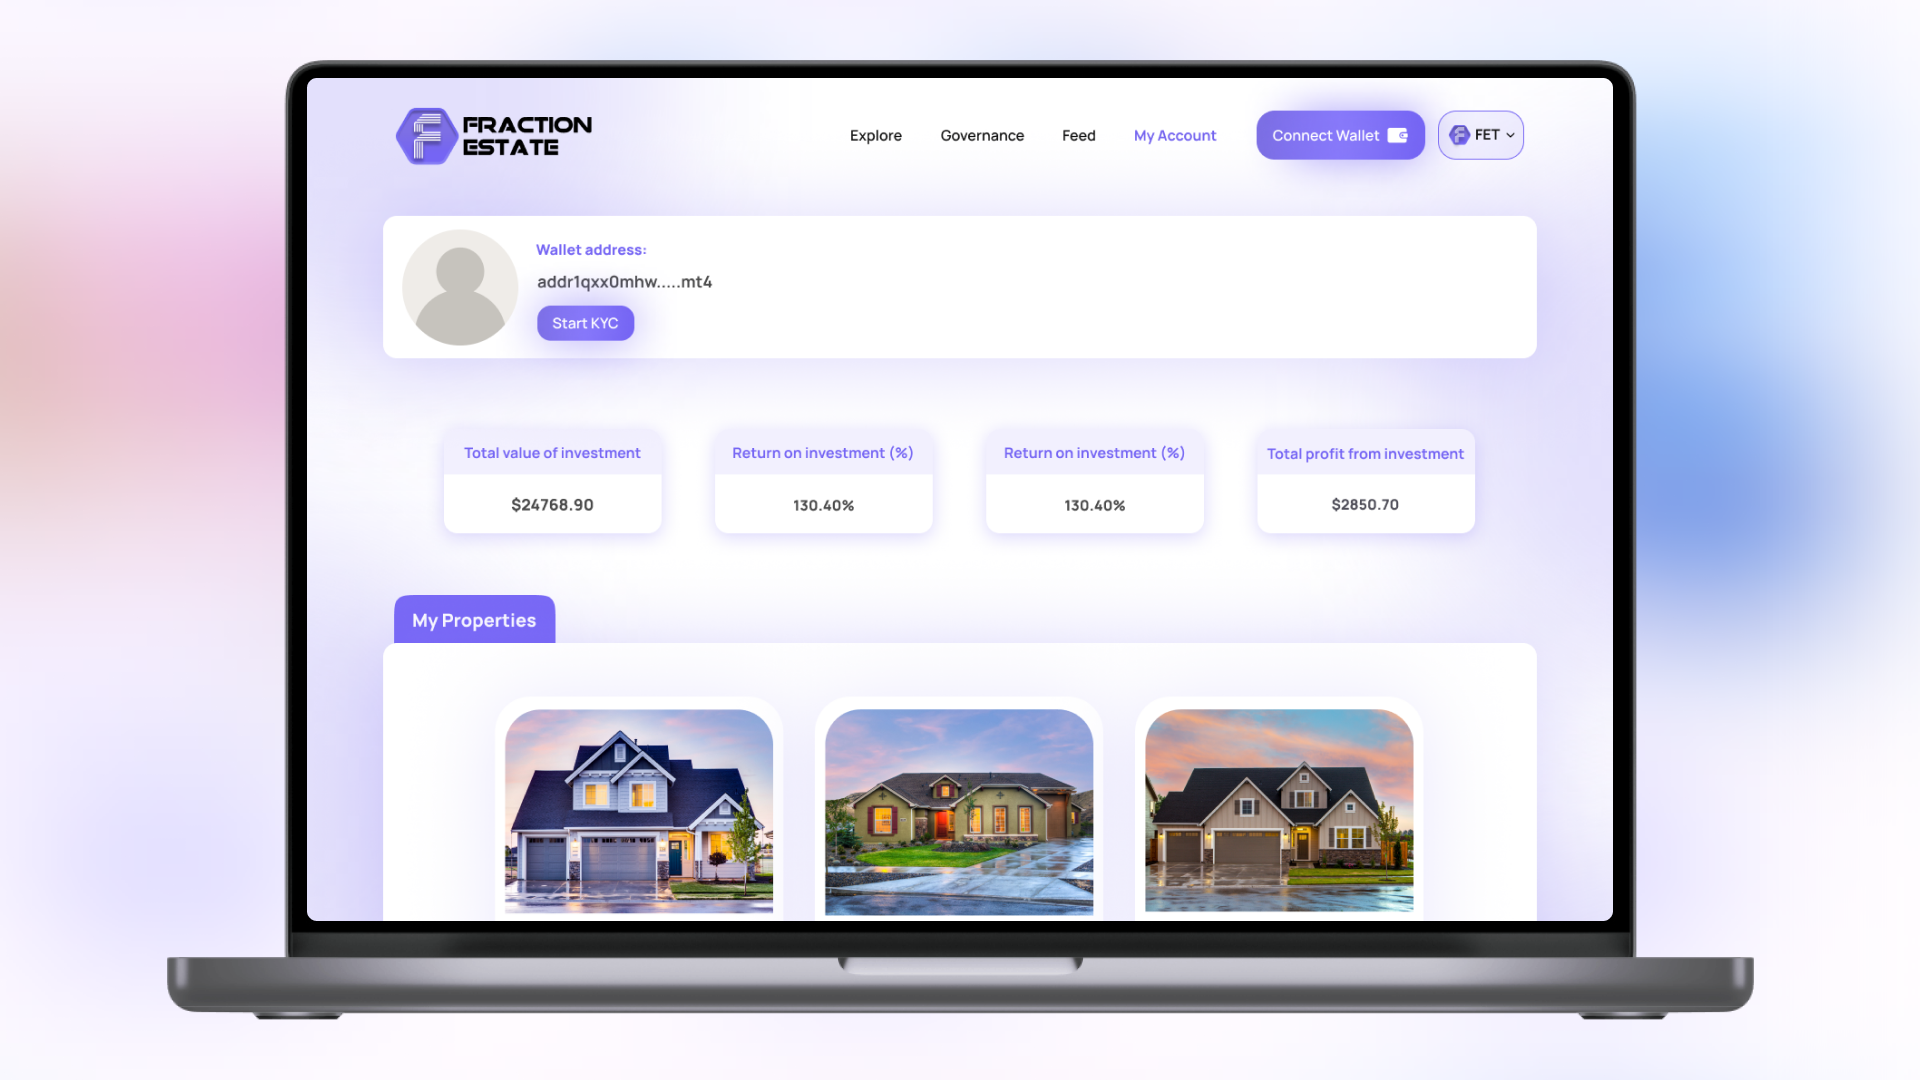 FRACTION
ESTATE
Explore
Governance
Feed
My Account
Connect Wallet
FET
Wallet address:
addr1qxx0mhw.....mt4
Start KYC
Total value of investment
$24768.90
Return on investment (%)
130.40%
Return on investment (%)
130.40%
Total profit from investment
$2850.70
My Properties